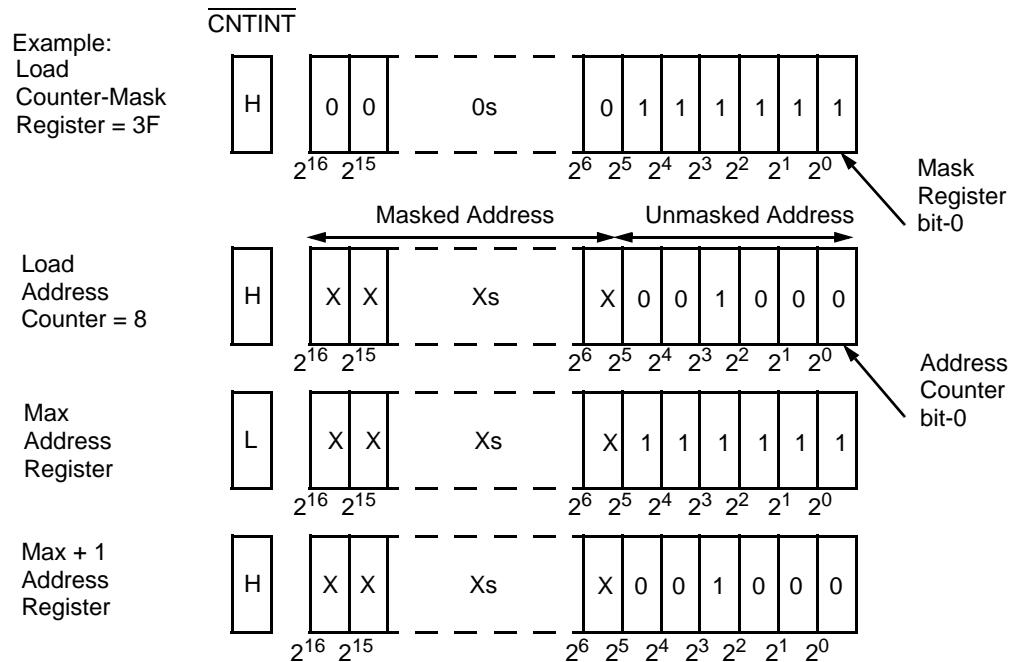 CNTINT
Example:
Load
Counter-Mask
Register = 3F
H
0 0 0s 0 1 1 1 1 1 1
2^16 2^15 2^6 2^5 2^4 2^3 2^2 2^1 2^0
Mask
Register
bit-0
Masked Address
Unmasked Address
Load
Address
Counter = 8
H
X X Xs X 0 0 1 0 0 0
2^16 2^15 2^6 2^5 2^4 2^3 2^2 2^1 2^0
Address
Counter
bit-0
Max
Address
Register
L
X X Xs X 1 1 1 1 1 1
2^16 2^15 2^6 2^5 2^4 2^3 2^2 2^1 2^0
Max + 1
Address
Register
H
X X Xs X 0 0 1 0 0 0
2^16 2^15 2^6 2^5 2^4 2^3 2^2 2^1 2^0